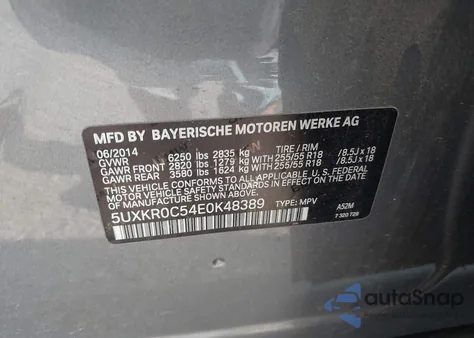 MFD BY BAYERISCHE MOTOREN WERKE AG
06/2014 TIRE / RIM
GVWR 6250 lbs 2835 kg
GAWR FRONT 2820 lbs 1279 kg WITH 255/55 R18 /8.5J x 18
GAWR REAR 3580 lbs 1624 kg WITH 255/55 R18 /8.5J x 18
THIS VEHICLE CONFORMS TO ALL APPLICABLE U.S. FEDERAL
MOTOR VEHICLE SAFETY STANDARDS IN EFFECT ON THE DATE OF
MANUFACTURE SHOWN ABOVE.
5UXKR0C54E0K48389 TYPE: MPV A52M
7 320 729
autoSnap